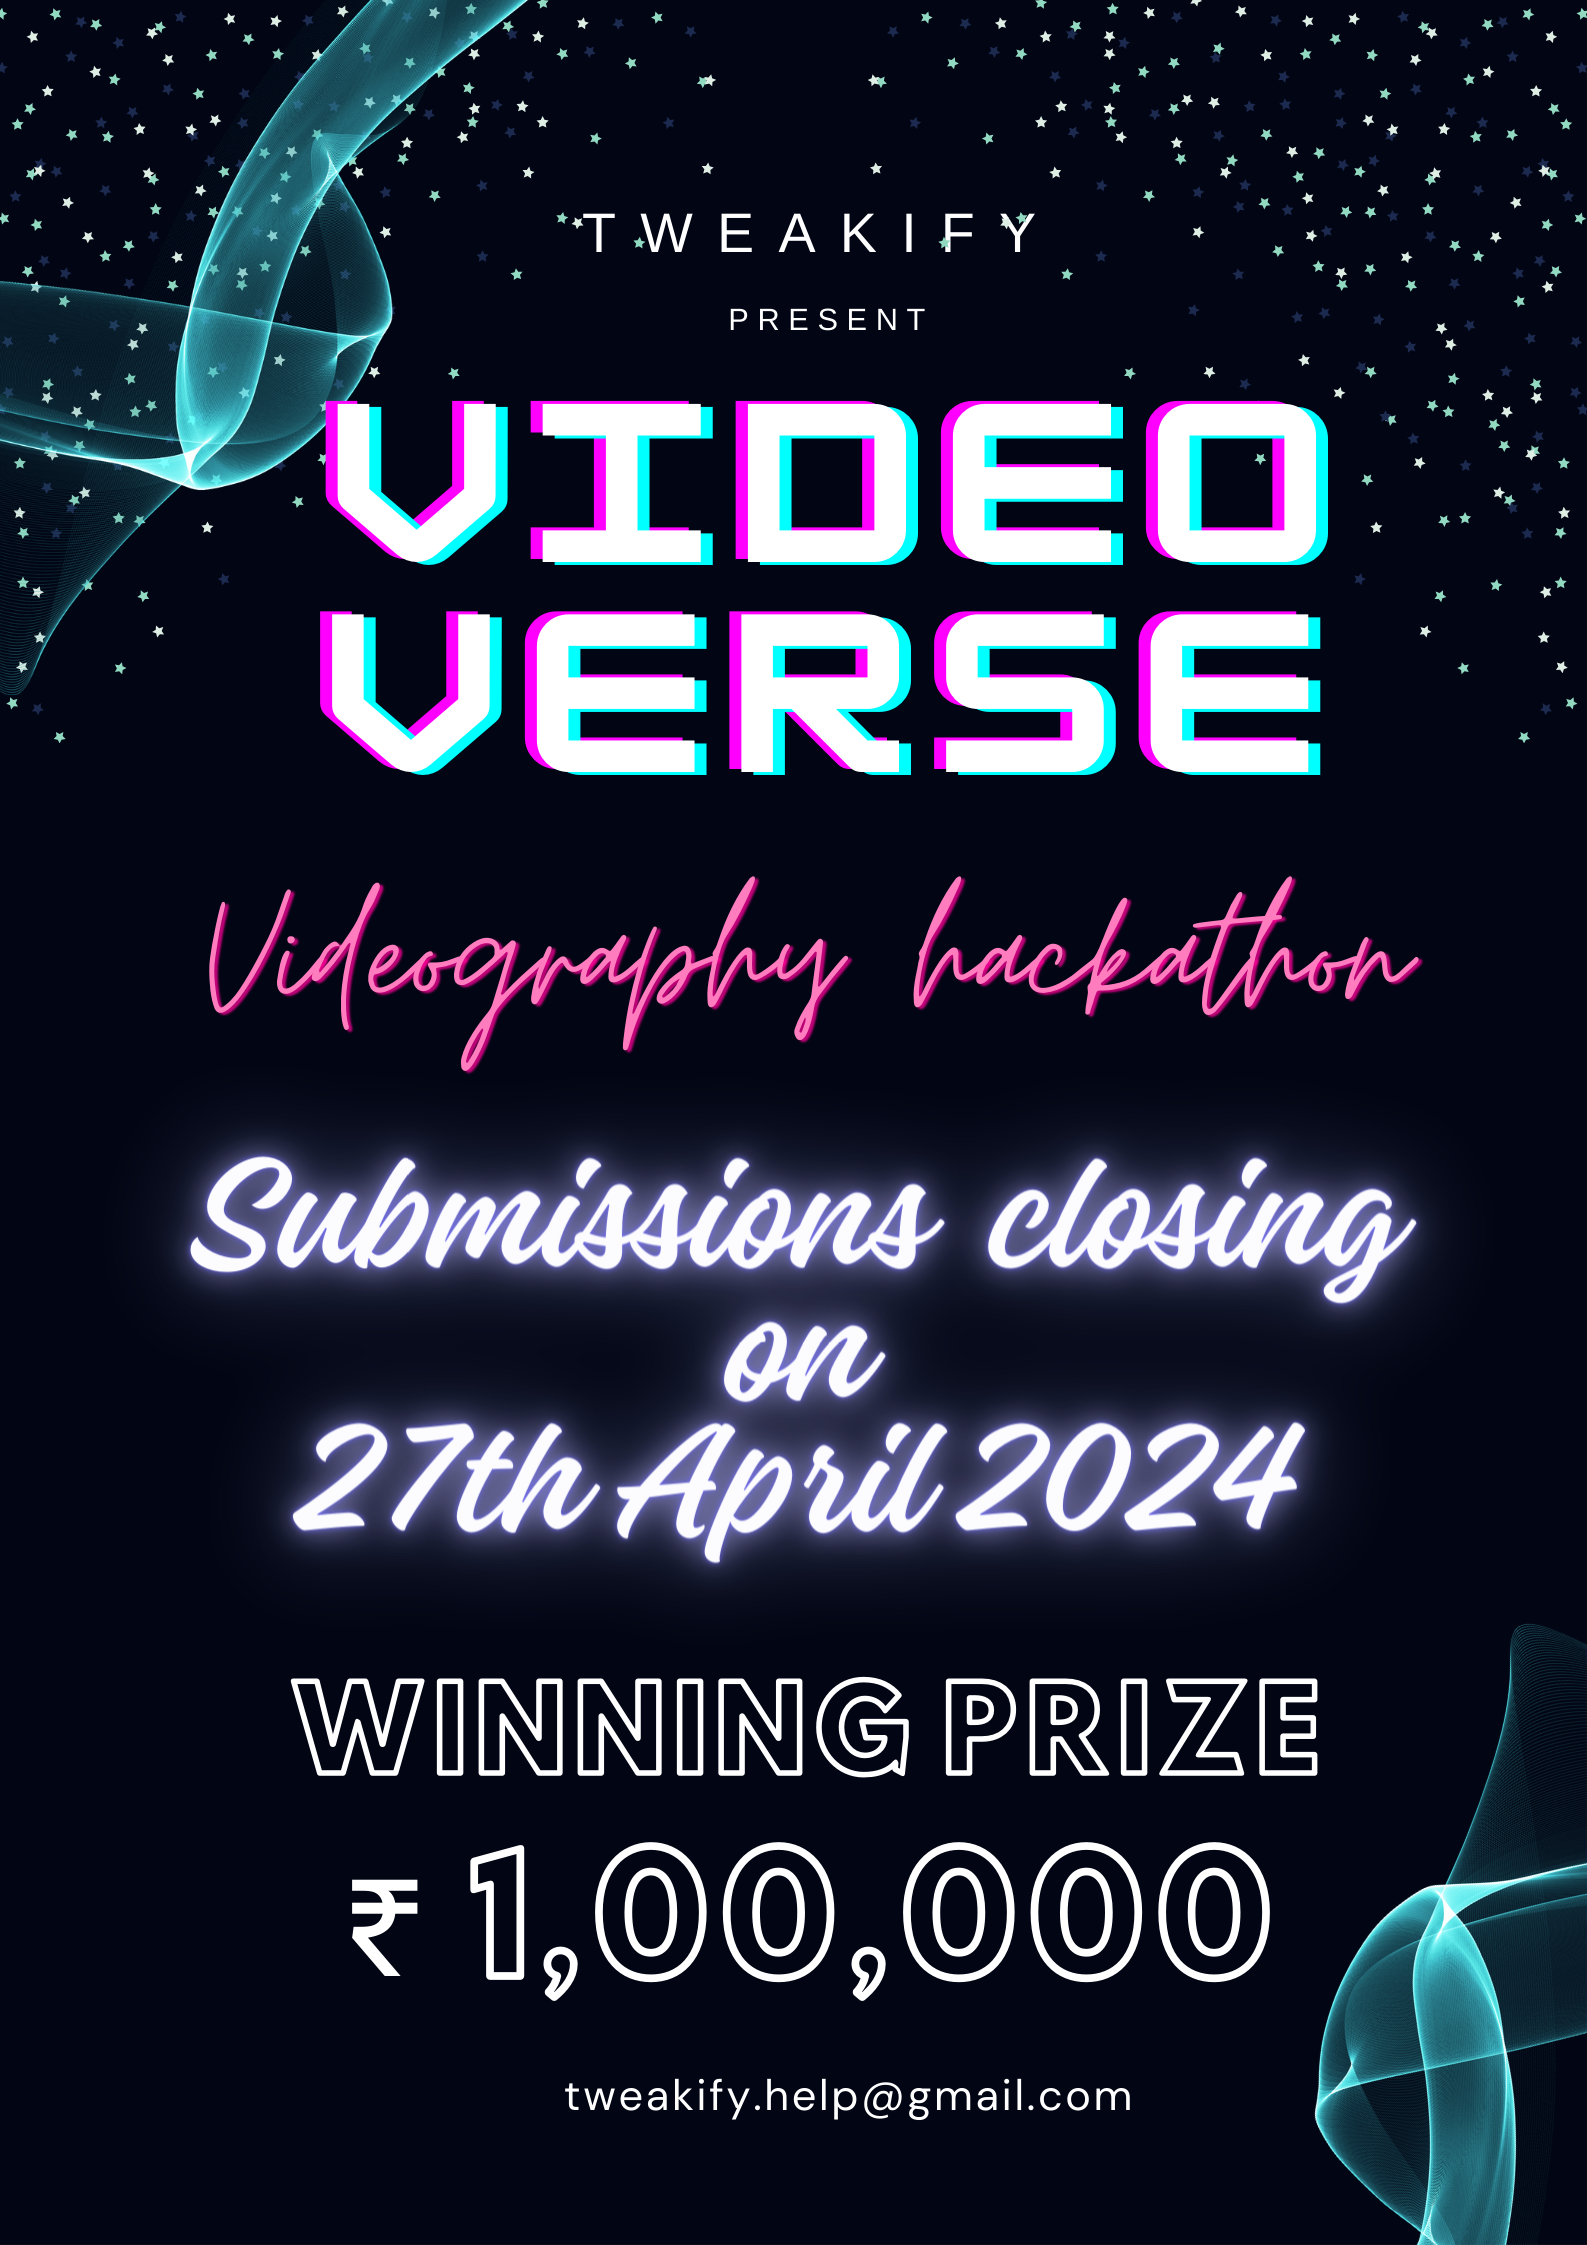 TWEAKIFY
PRESENT
VIDEO
VERSE
Videography hackathon
Submissions closing
on
27th April 2024
WINNING PRIZE
₹ 1,00,000
tweakify.help@gmail.com